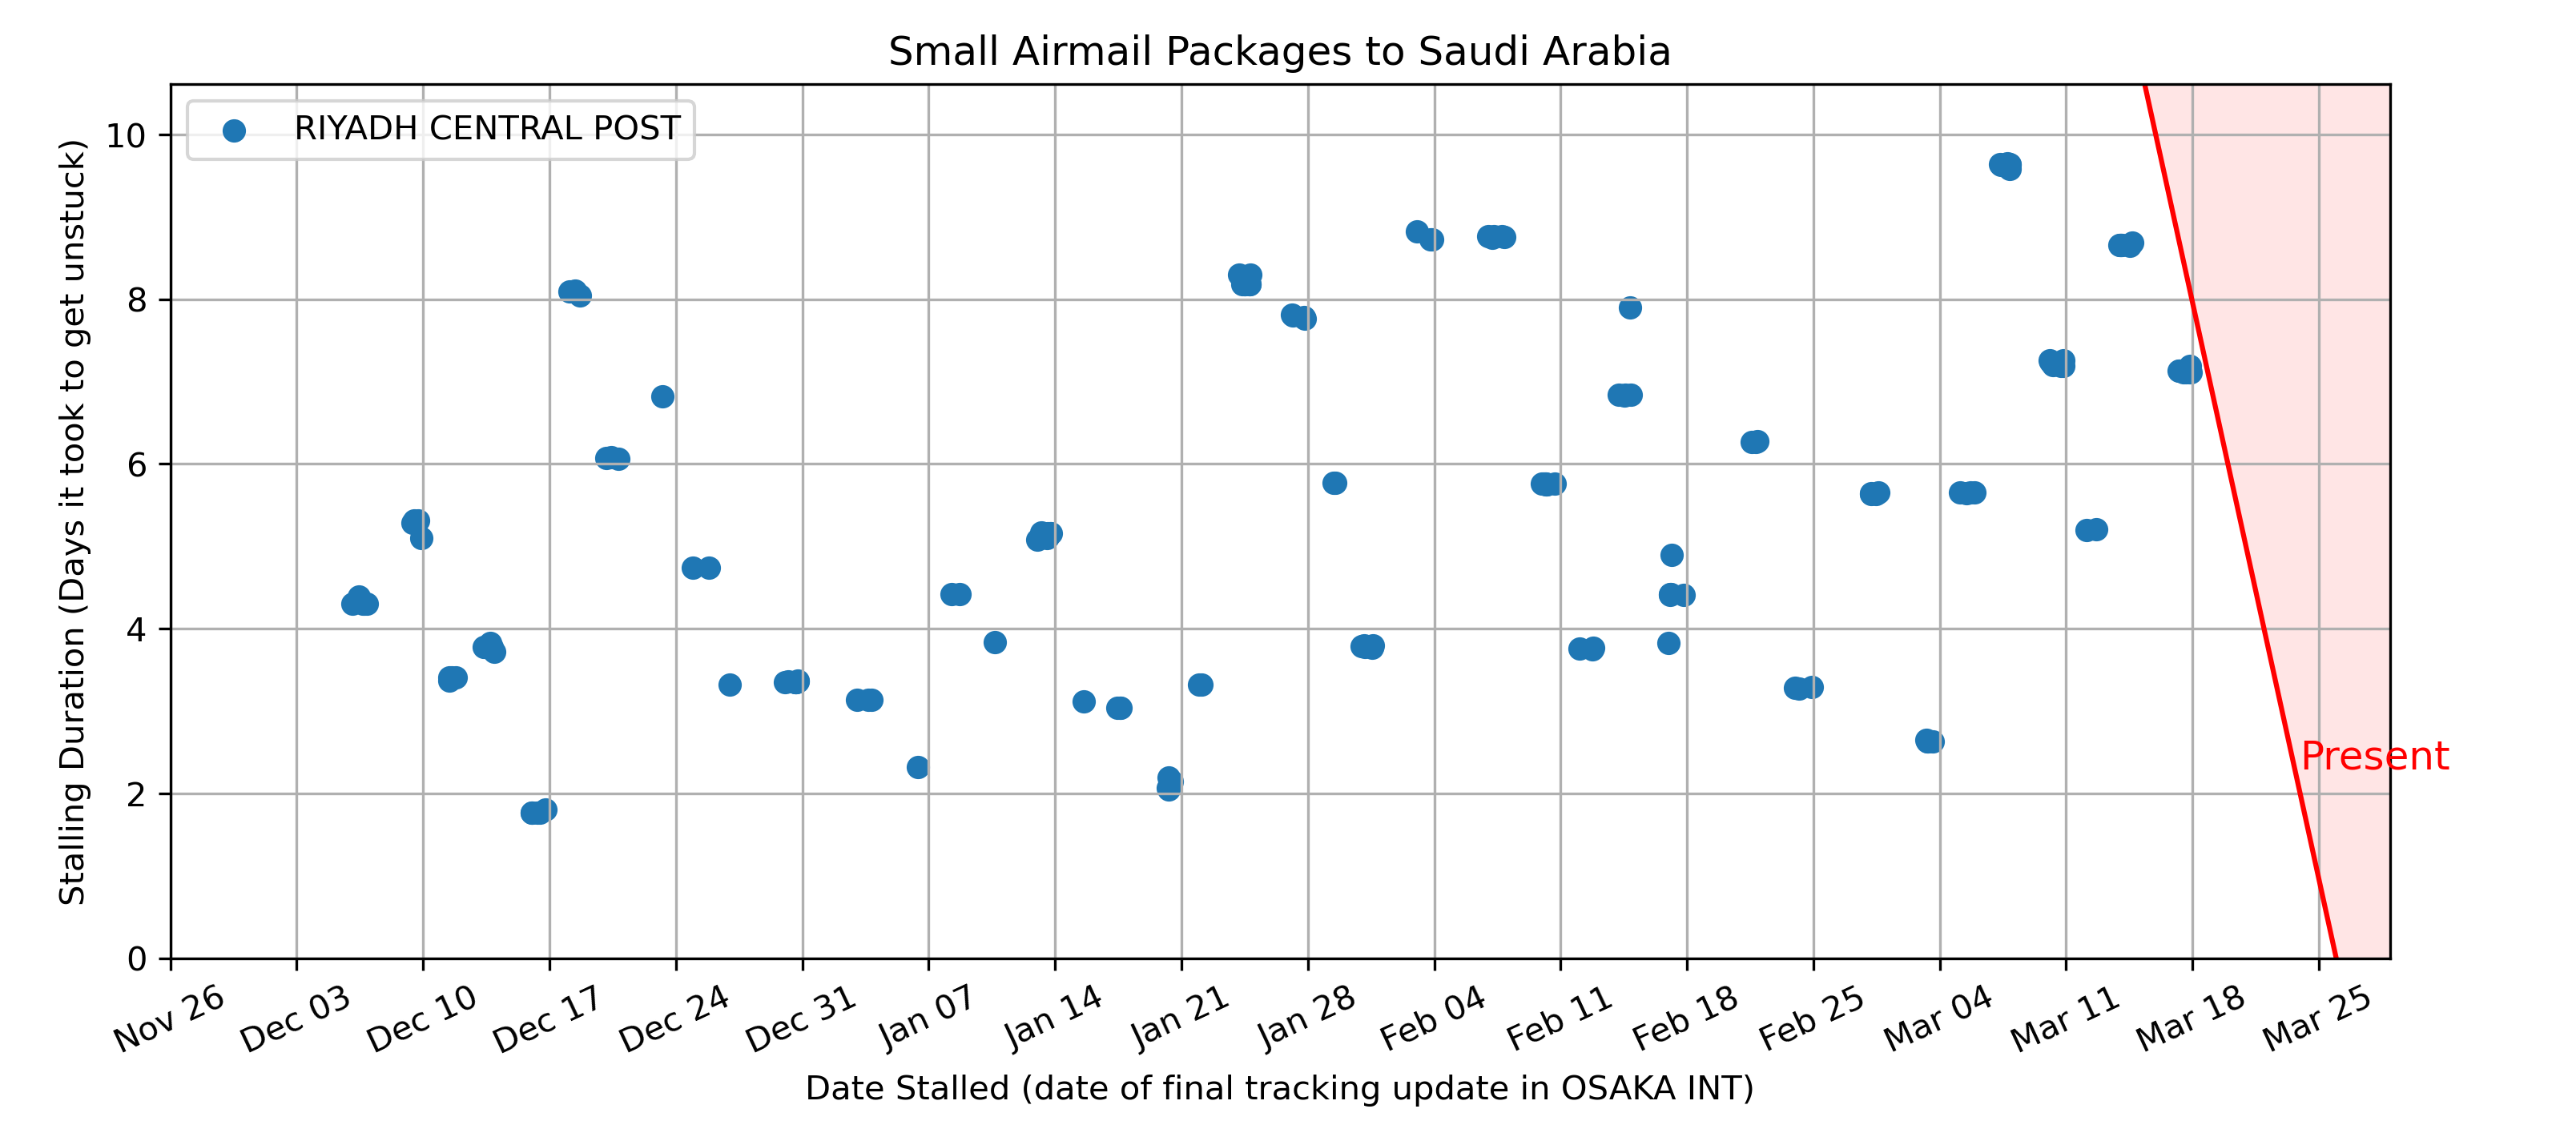 Small Airmail Packages to Saudi Arabia
RIYADH CENTRAL POST
Stalling Duration (Days it took to get unstuck)
10
8
6
4
2
0
Present
Nov 26
Dec 03
Dec 10
Dec 17
Dec 24
Dec 31
Jan 07
Jan 14
Jan 21
Jan 28
Feb 04
Feb 11
Feb 18
Feb 25
Mar 04
Mar 11
Mar 18
Mar 25
Date Stalled (date of final tracking update in OSAKA INT)